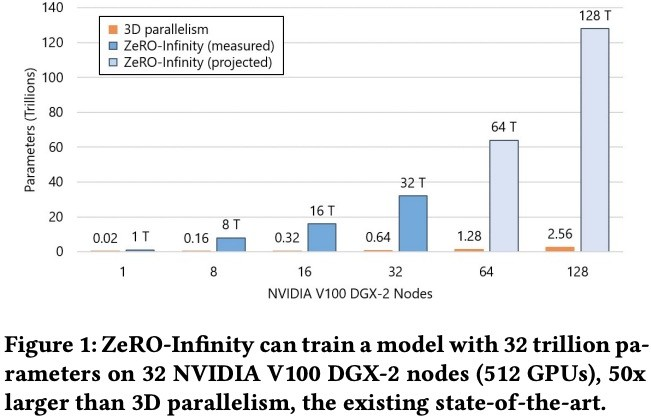 140
120
100
80
60
40
20
0
Parameters (Trillions)
3D parallelism
ZeRO-Infinity (measured)
ZeRO-Infinity (projected)
0.02 1 T
0.16 8 T
0.32 16 T
0.64 32 T
1.28 64 T
2.56 128 T
1 8 16 32 64 128
NVIDIA V100 DGX-2 Nodes
Figure 1: ZeRO-Infinity can train a model with 32 trillion pa-
rameters on 32 NVIDIA V100 DGX-2 nodes (512 GPUs), 50x
larger than 3D parallelism, the existing state-of-the-art.